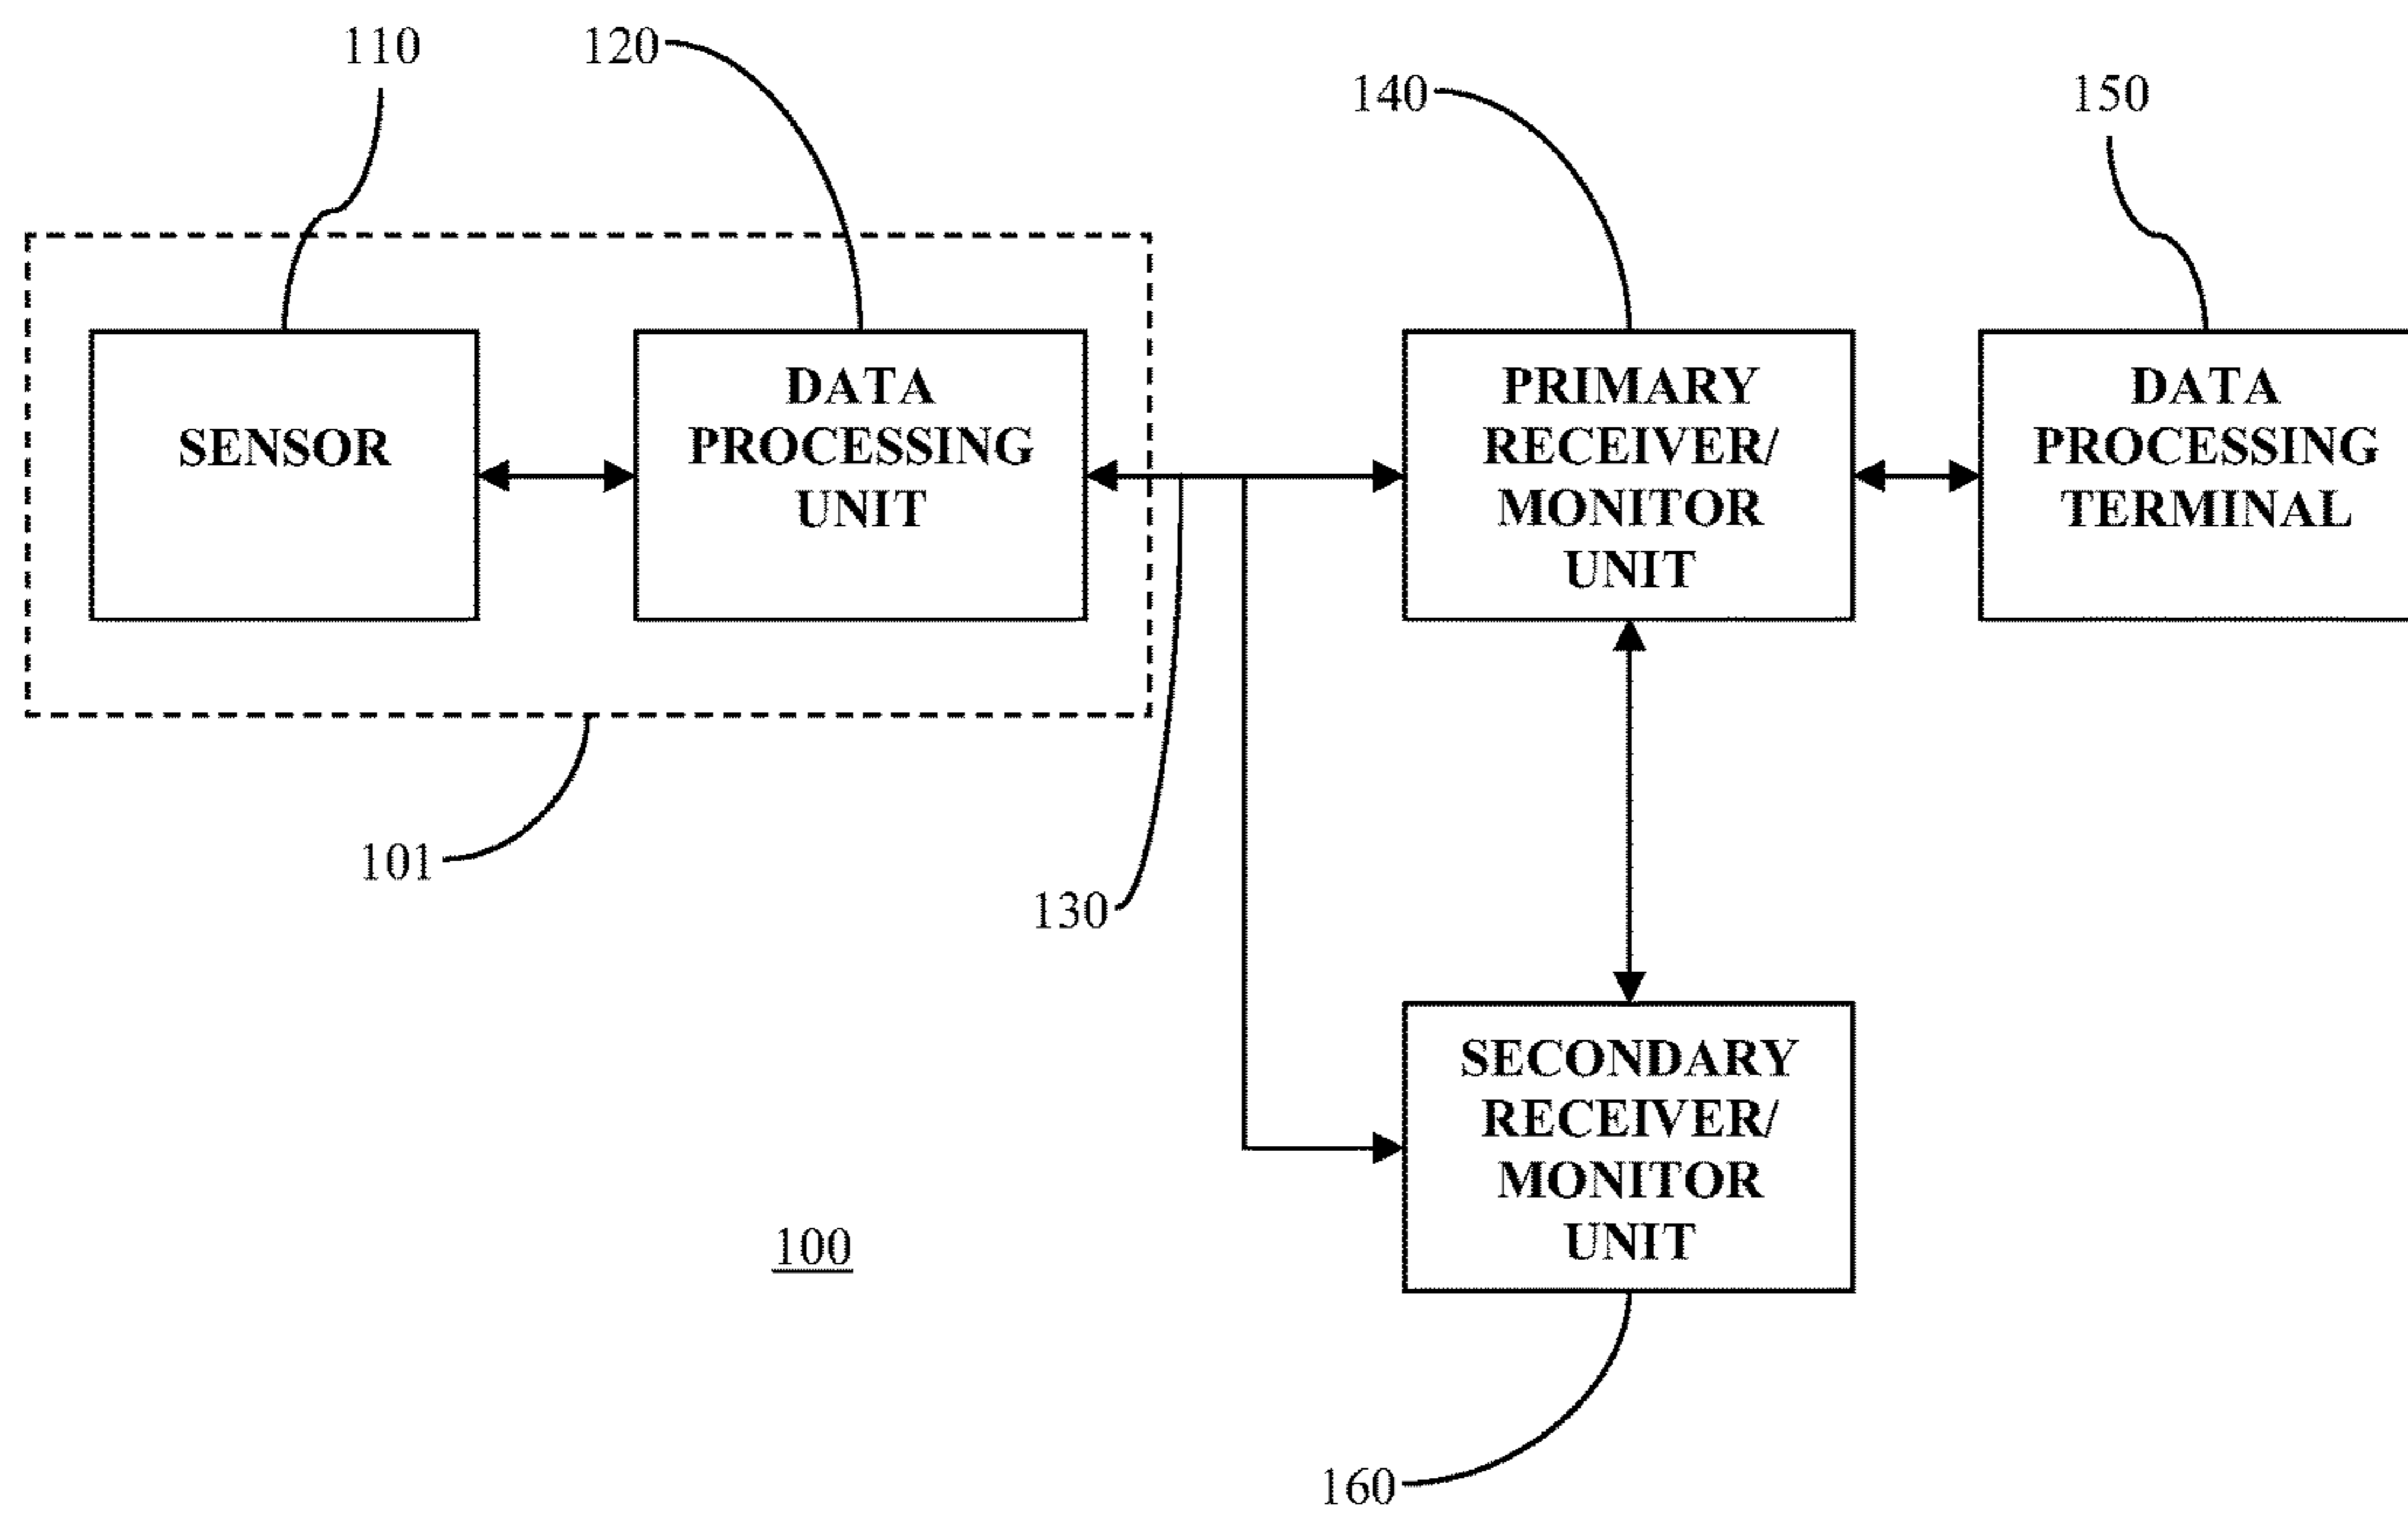 110
120
140
150
SENSOR
DATA
PROCESSING
UNIT
PRIMARY
RECEIVER/
MONITOR
UNIT
DATA
PROCESSING
TERMINAL
101
130
SECONDARY
RECEIVER/
MONITOR
UNIT
100
160